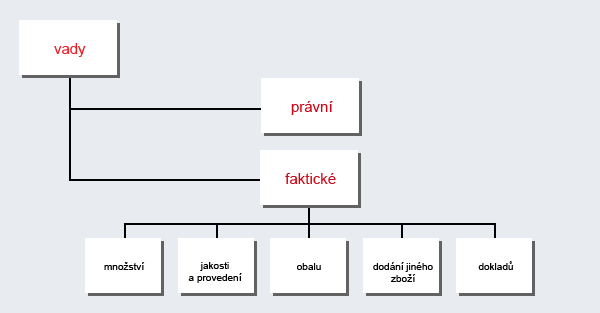 vady
právní
faktické
množství
jakosti
a provedení
obalu
dodání jiného
zboží
dokladů